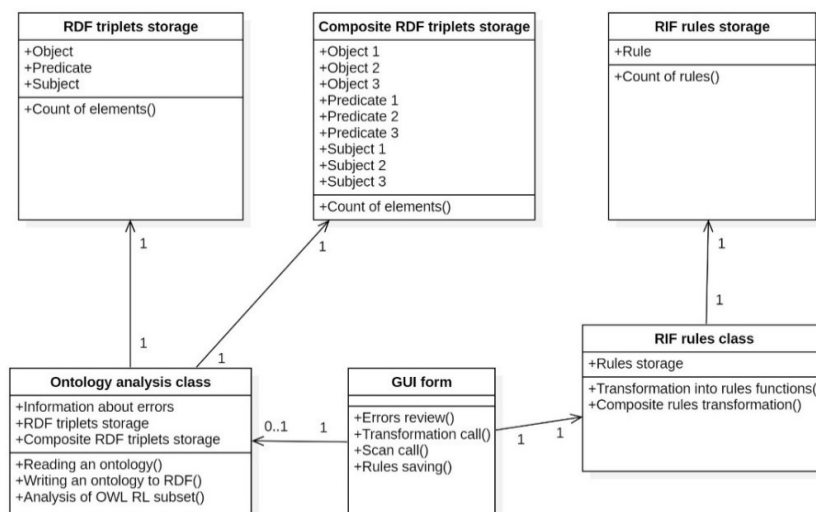 RDF triplets storage
+Object
+Predicate
+Subject
+Count of elements()
Composite RDF triplets storage
+Object 1
+Object 2
+Object 3
+Predicate 1
+Predicate 2
+Predicate 3
+Subject 1
+Subject 2
+Subject 3
+Count of elements()
RIF rules storage
+Rule
+Count of rules()
1
1
1
1
1
1
Ontology analysis class
+Information about errors
+RDF triplets storage
+Composite RDF triplets storage
+Reading an ontology()
+Writing an ontology to RDF()
+Analysis of OWL RL subset()
0..1
1
GUI form
+Errors review()
+Transformation call()
+Scan call()
+Rules saving()
1
1
RIF rules class
+Rules storage
+Transformation into rules functions()
+Composite rules transformation()